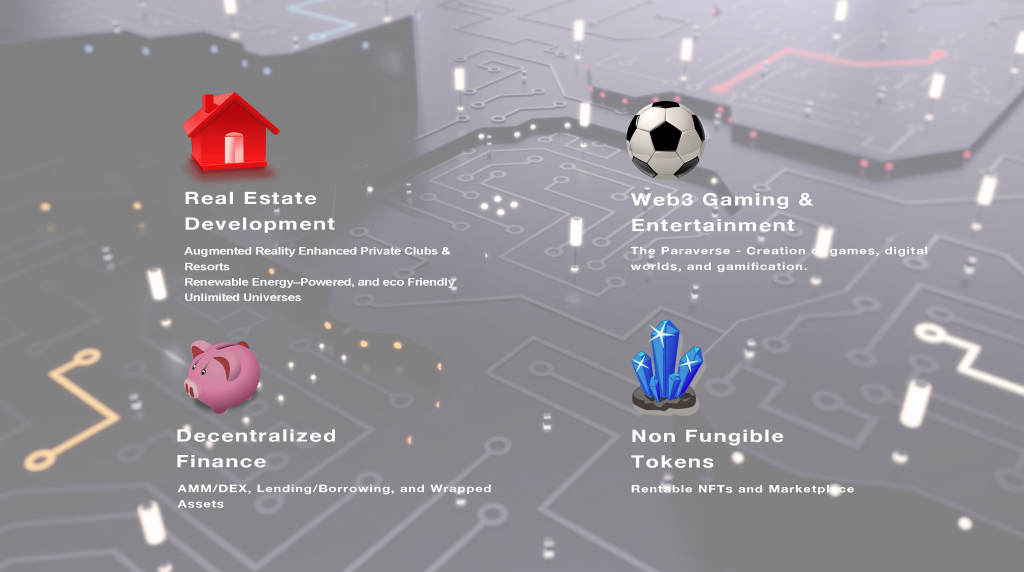 Real Estate
Development
Augmented Reality Enhanced Private Clubs &
Resorts
Renewable Energy–Powered, and eco Friendly
Unlimited Universes
Web3 Gaming &
Entertainment
The Paraverse - Creation of games, digital
worlds, and gamification.
Decentralized
Finance
AMM/DEX, Lending/Borrowing, and Wrapped
Assets
Non Fungible
Tokens
Rentable NFTs and Marketplace